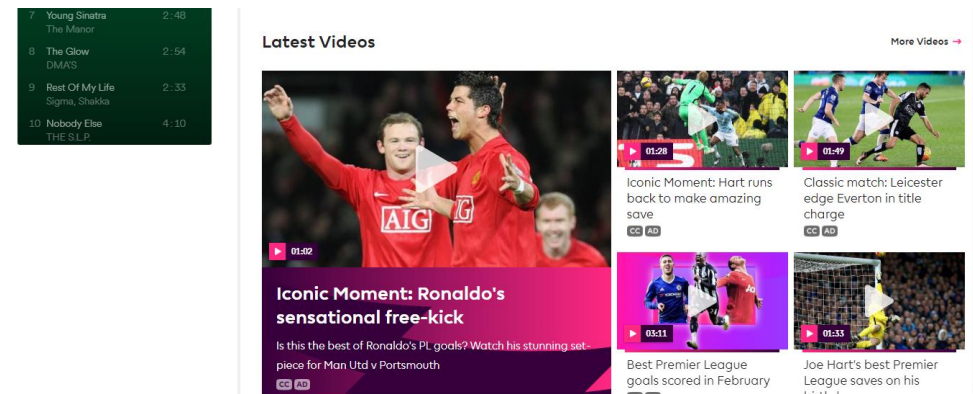 7 Young Sinatra 2:48
The Manor
8 The Glow 2:54
DMA'S
9 Rest Of My Life 2:33
Sigma, Shakka
10 Nobody Else 4:10
THE S.L.P.
Latest Videos
More Videos →
AIG
AIG
01:02
Iconic Moment: Ronaldo's
sensational free-kick
Is this the best of Ronaldo's PL goals? Watch his stunning set-
piece for Man Utd v Portsmouth
CC AD
01:28
Iconic Moment: Hart runs
back to make amazing
save
CC AD
01:49
Classic match: Leicester
edge Everton in title
charge
CC AD
03:11
Best Premier League
goals scored in February
01:33
Joe Hart's best Premier
League saves on his